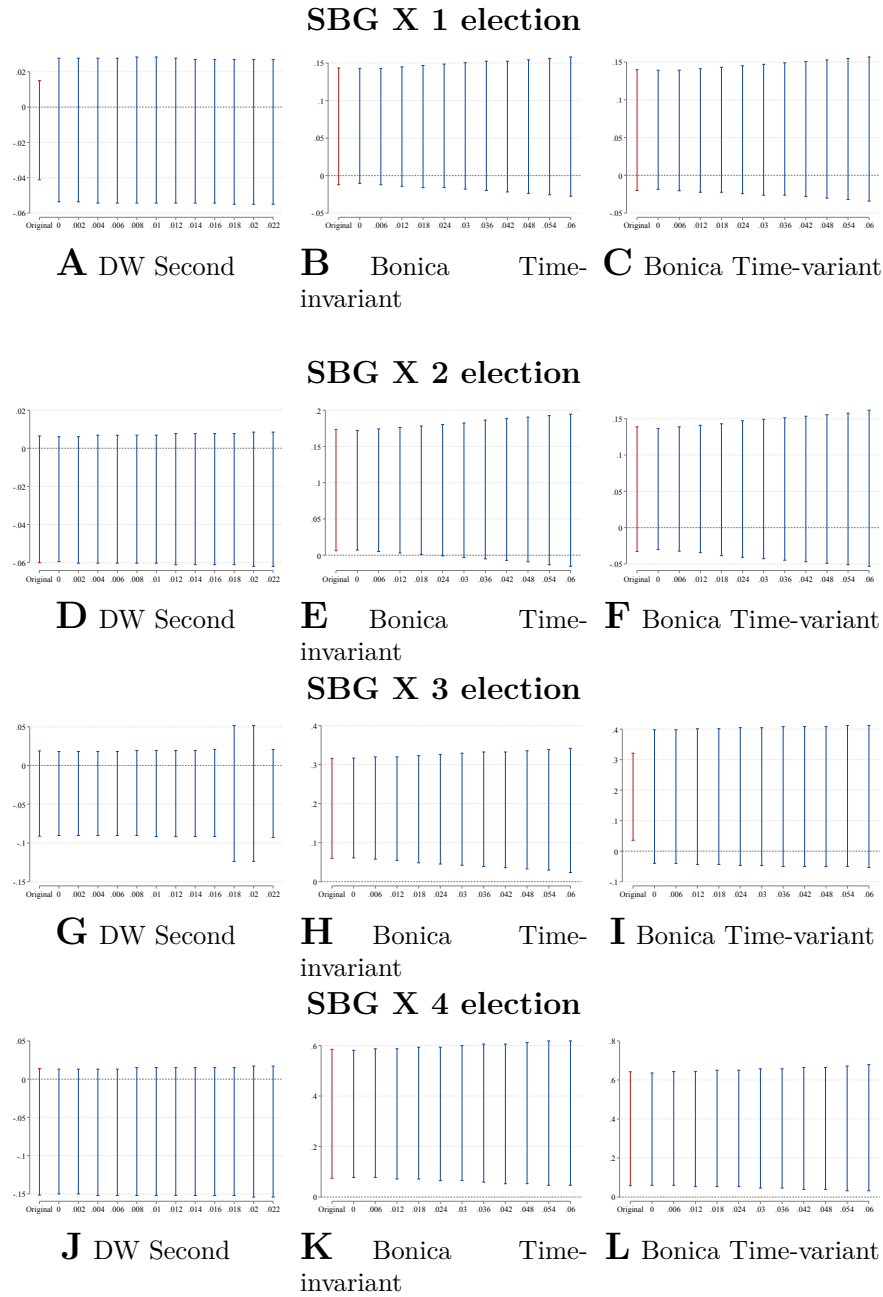 SBG X 1 election
.02
0
-.02
-.04
-.06
Original 0 .002 .004 .006 .008 .01 .012 .014 .016 .018 .02 .022
.15
.1
.05
0
-.05
Original 0 .006 .012 .018 .024 .03 .036 .042 .048 .054 .06
.15
.1
.05
0
-.05
Original 0 .006 .012 .018 .024 .03 .036 .042 .048 .054 .06
A DW Second
B Bonica Time-
invariant
C Bonica Time-variant
SBG X 2 election
.02
0
-.02
-.04
-.06
Original 0 .002 .004 .006 .008 .01 .012 .014 .016 .018 .02 .022
.2
.15
.1
.05
0
Original 0 .006 .012 .018 .024 .03 .036 .042 .048 .054 .06
.15
.1
.05
0
-.05
Original 0 .006 .012 .018 .024 .03 .036 .042 .048 .054 .06
D DW Second
E Bonica Time-
invariant
F Bonica Time-variant
SBG X 3 election
.05
0
-.05
-.1
-.15
Original 0 .002 .004 .006 .008 .01 .012 .014 .016 .018 .02 .022
.4
.3
.2
.1
0
Original 0 .006 .012 .018 .024 .03 .036 .042 .048 .054 .06
.4
.3
.2
.1
0
-.1
Original 0 .006 .012 .018 .024 .03 .036 .042 .048 .054 .06
G DW Second
H Bonica Time-
invariant
I Bonica Time-variant
SBG X 4 election
.05
0
-.05
-.1
-.15
Original 0 .002 .004 .006 .008 .01 .012 .014 .016 .018 .02 .022
.6
.4
.2
0
Original 0 .006 .012 .018 .024 .03 .036 .042 .048 .054 .06
.8
.6
.4
.2
0
Original 0 .006 .012 .018 .024 .03 .036 .042 .048 .054 .06
J DW Second
K Bonica Time-
invariant
L Bonica Time-variant